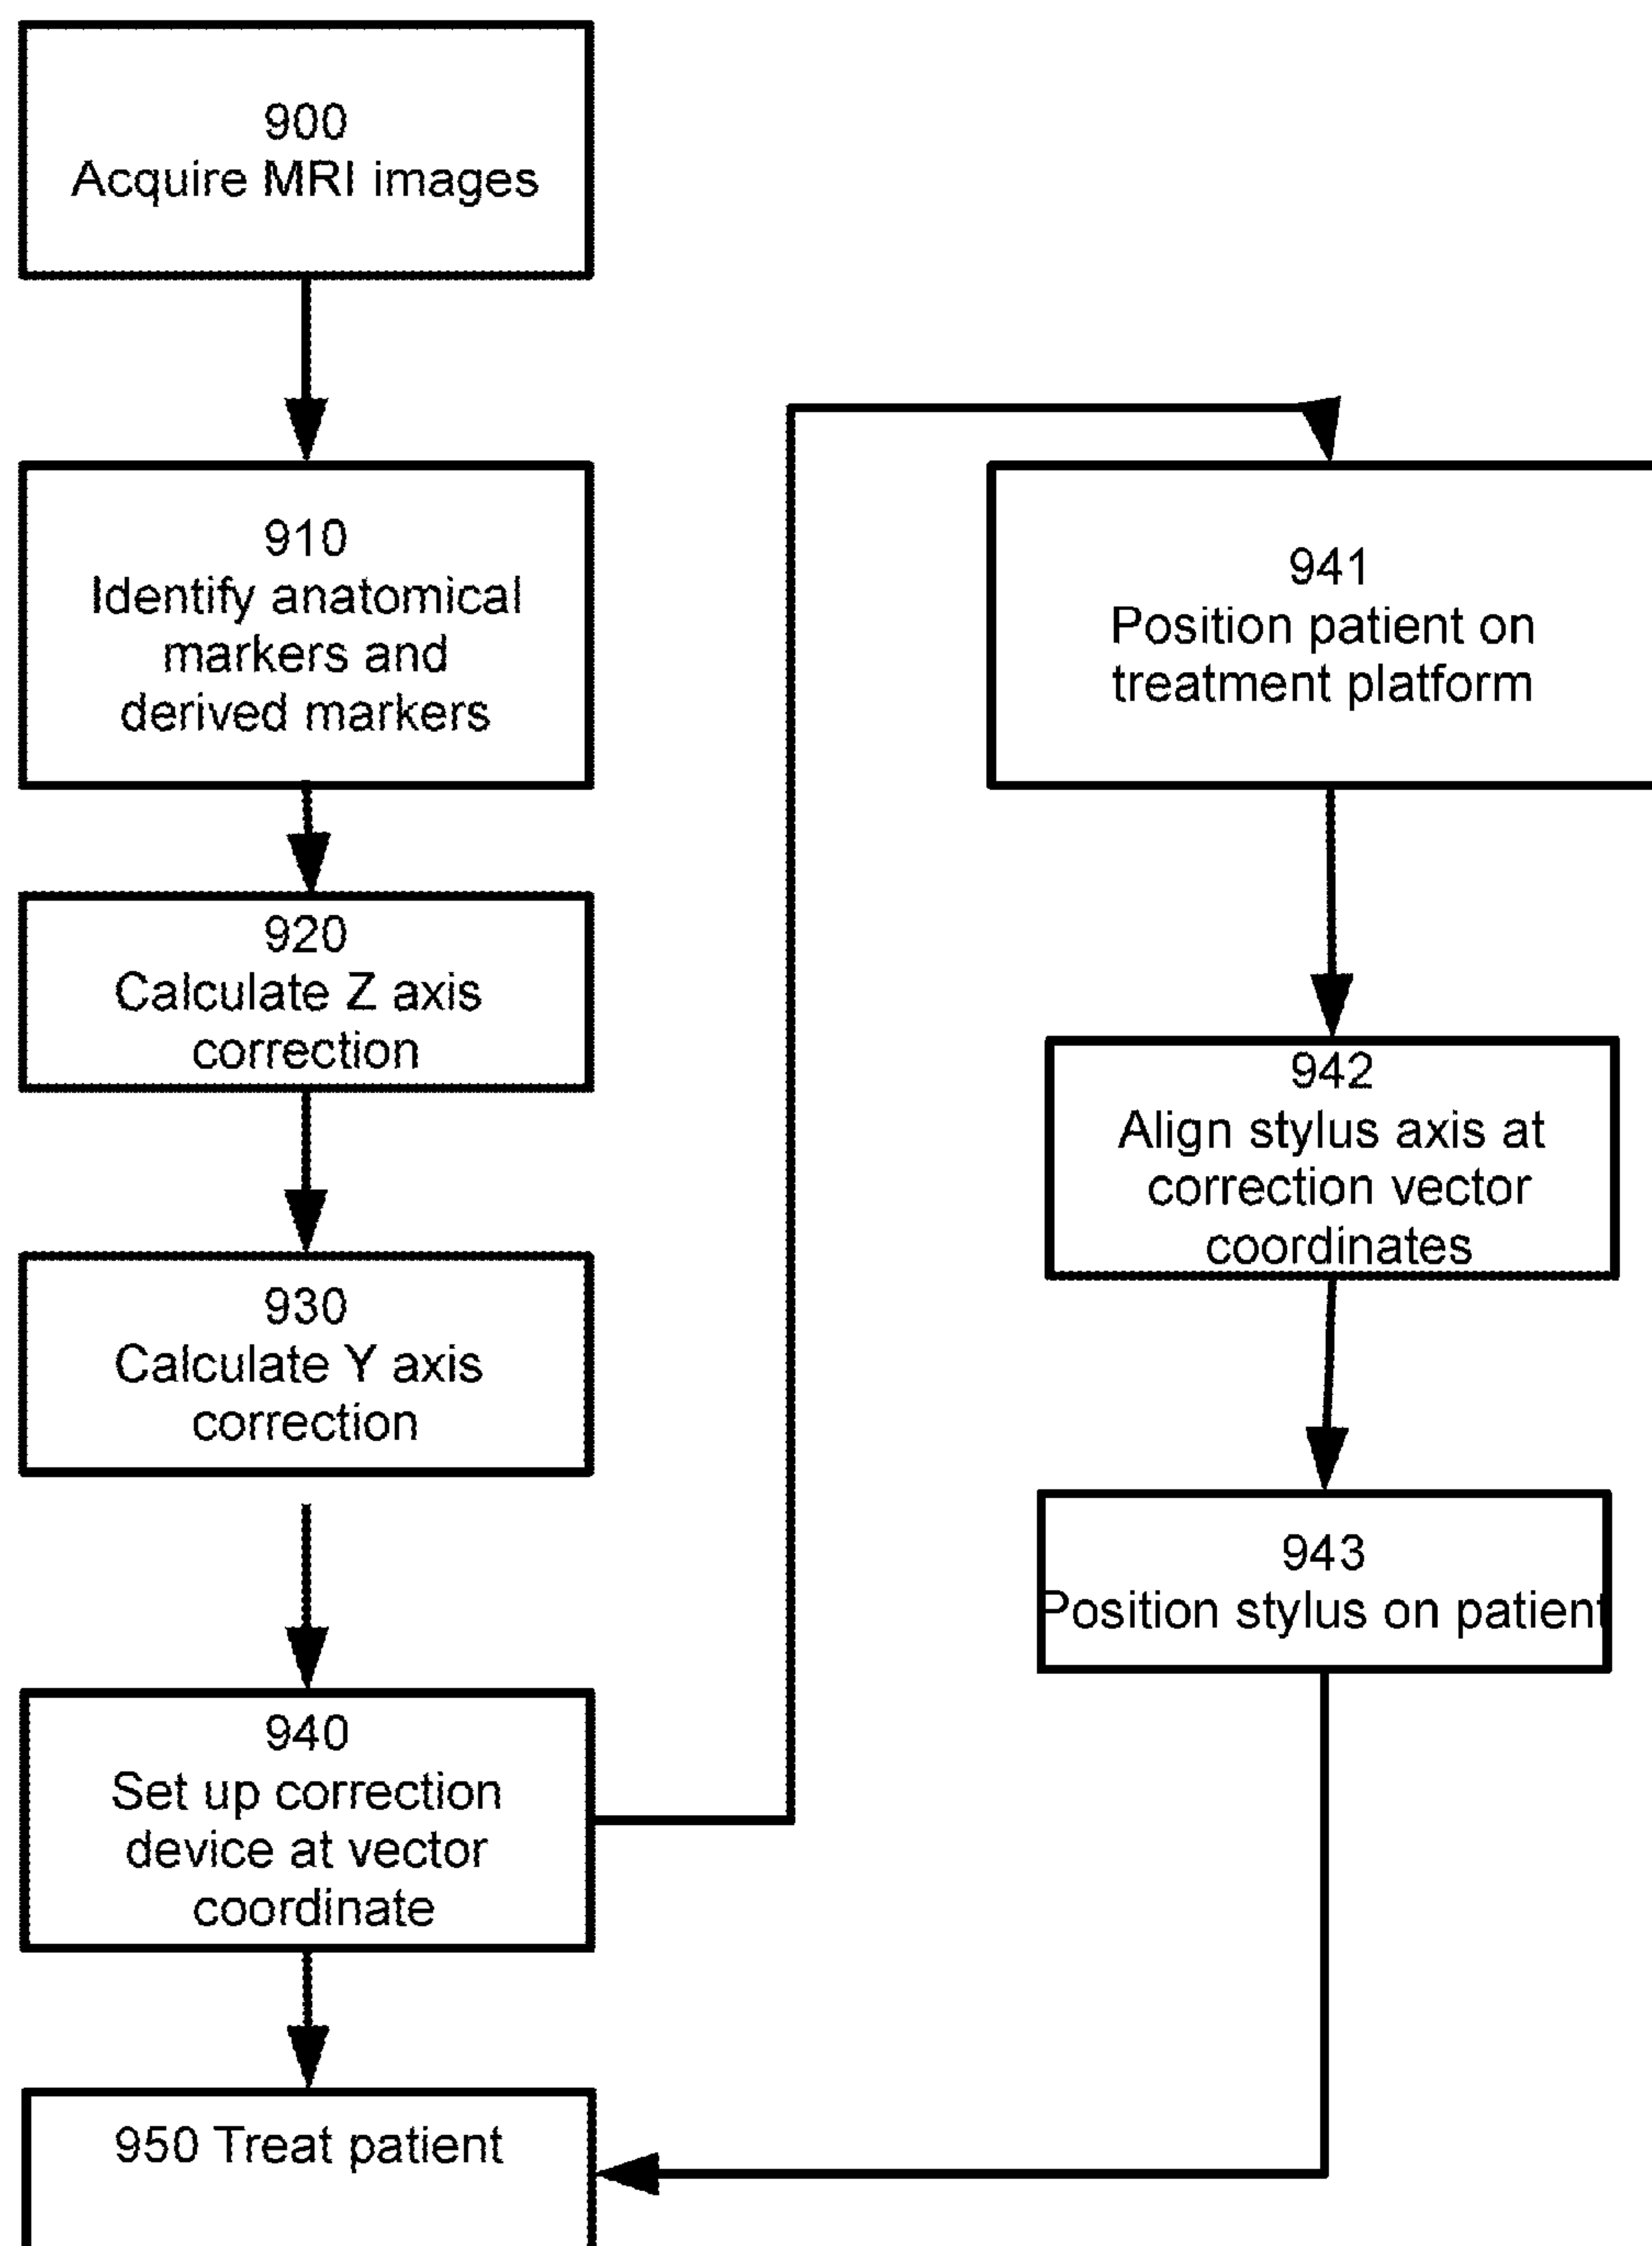 900
Acquire MRI images
910
Identify anatomical
markers and
derived markers
920
Calculate Z axis
correction
930
Calculate Y axis
correction
940
Set up correction
device at vector
coordinate
950 Treat patient
941
Position patient on
treatment platform
942
Align stylus axis at
correction vector
coordinates
943
Position stylus on patient